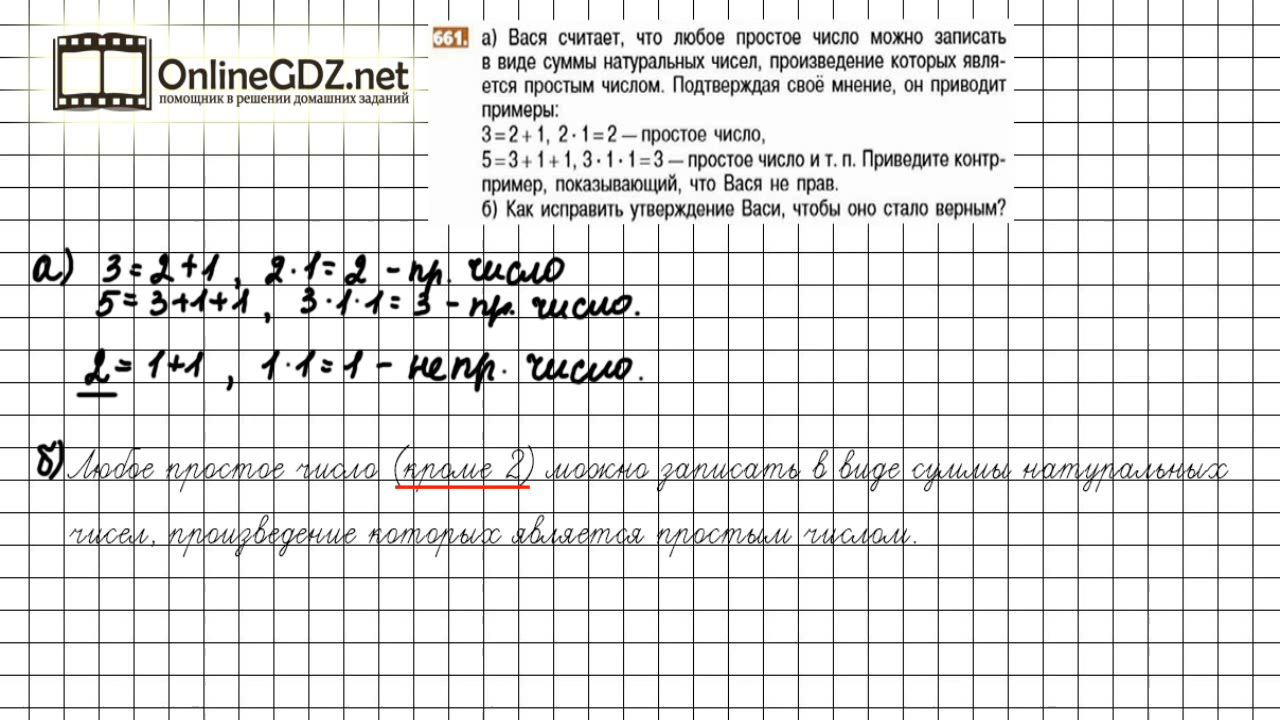 OnlineGDZ.net
помощник в решении домашних заданий
661. а) Вася считает, что любое простое число можно записать
в виде суммы натуральных чисел, произведение которых явля-
ется простым числом. Подтверждая своё мнение, он приводит
примеры:
3 = 2 + 1, 2 · 1 = 2 — простое число,
5 = 3 + 1 + 1, 3 · 1 · 1 = 3 — простое число и т. п. Приведите контр-
пример, показывающий, что Вася не прав.
б) Как исправить утверждение Васи, чтобы оно стало верным?
а) 3 = 2 + 1 , 2 · 1 = 2 - пр. число
5 = 3 + 1 + 1 , 3 · 1 · 1 = 3 - пр. число.
2 = 1 + 1 , 1 · 1 = 1 - не пр. число.
б) Любое простое число (кроме 2) можно записать в виде суммы натуральных
чисел, произведение которых является простым числом.